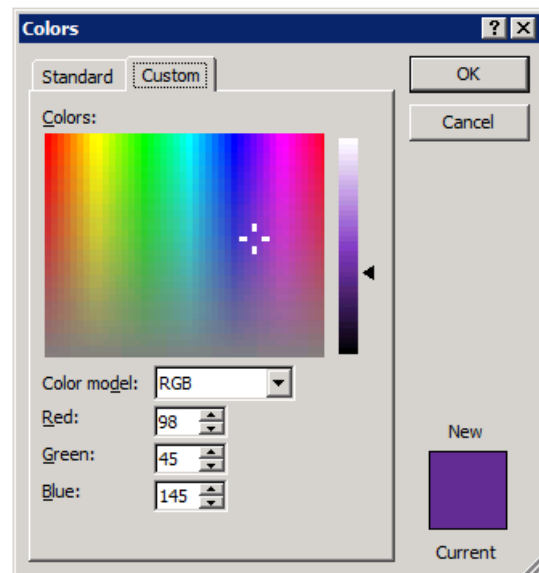 Colors
Standard Custom
OK
Cancel
Colors:
Color model: RGB
Red: 98
Green: 45
Blue: 145
New
Current